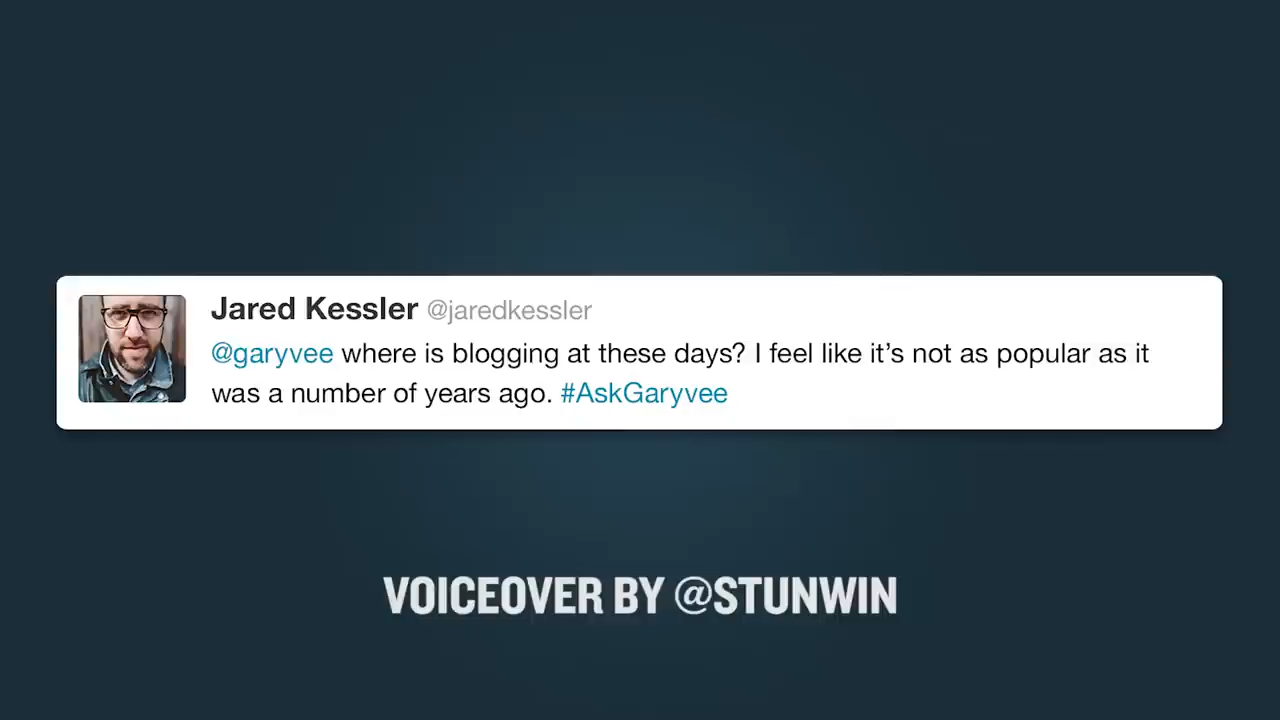 Jared Kessler @jaredkessler
@garyvee where is blogging at these days? I feel like it’s not as popular as it
was a number of years ago. #AskGaryvee
VOICEOVER BY @STUNWIN